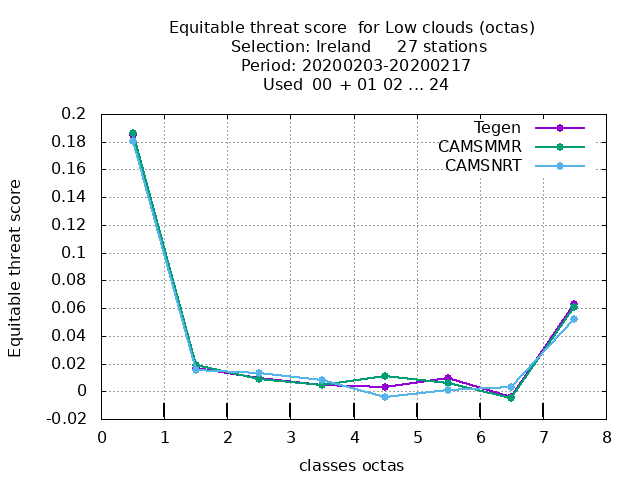 Equitable threat score  for Low clouds (octas)
Selection: Ireland     27 stations
Period: 20200203-20200217
Used  00 + 01 02 ... 24
Tegen
CAMSMMR
CAMSNRT
Equitable threat score
0.2
0.18
0.16
0.14
0.12
0.1
0.08
0.06
0.04
0.02
0
-0.02
0 1 2 3 4 5 6 7 8
classes octas